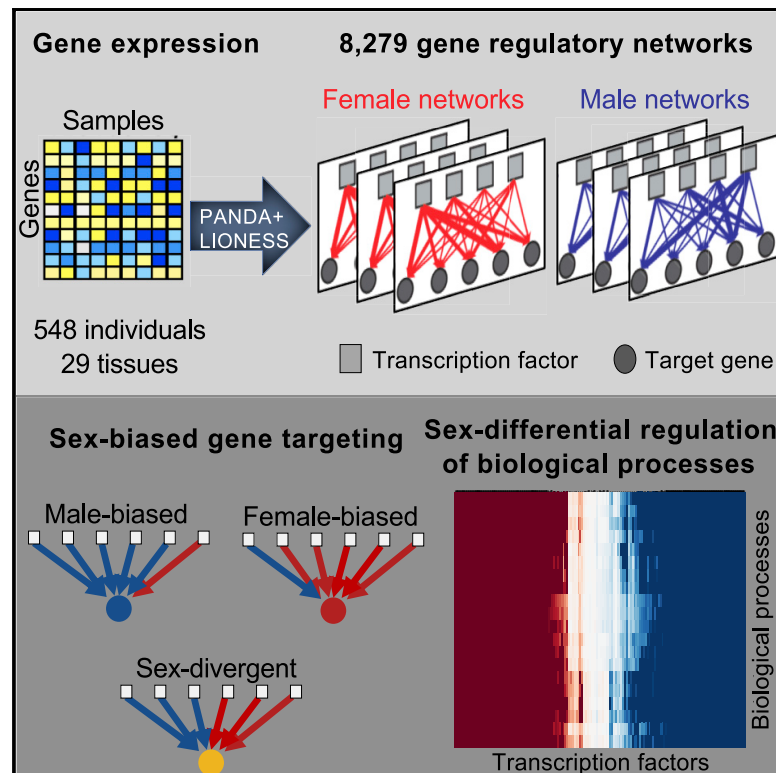 Gene expression
8,279 gene regulatory networks
Samples
Genes
PANDA+
LIONESS
548 individuals
29 tissues
Female networks
Male networks
Transcription factor
Target gene
Sex-biased gene targeting
Male-biased
Female-biased
Sex-divergent
Sex-differential regulation
of biological processes
Biological processes
Transcription factors